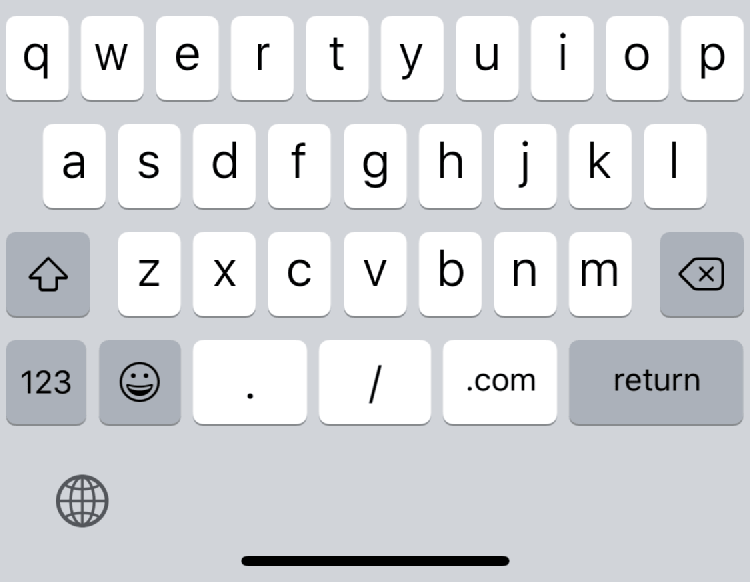 q w e r t y u i o p
a s d f g h j k l
z x c v b n m
123 . / .com return